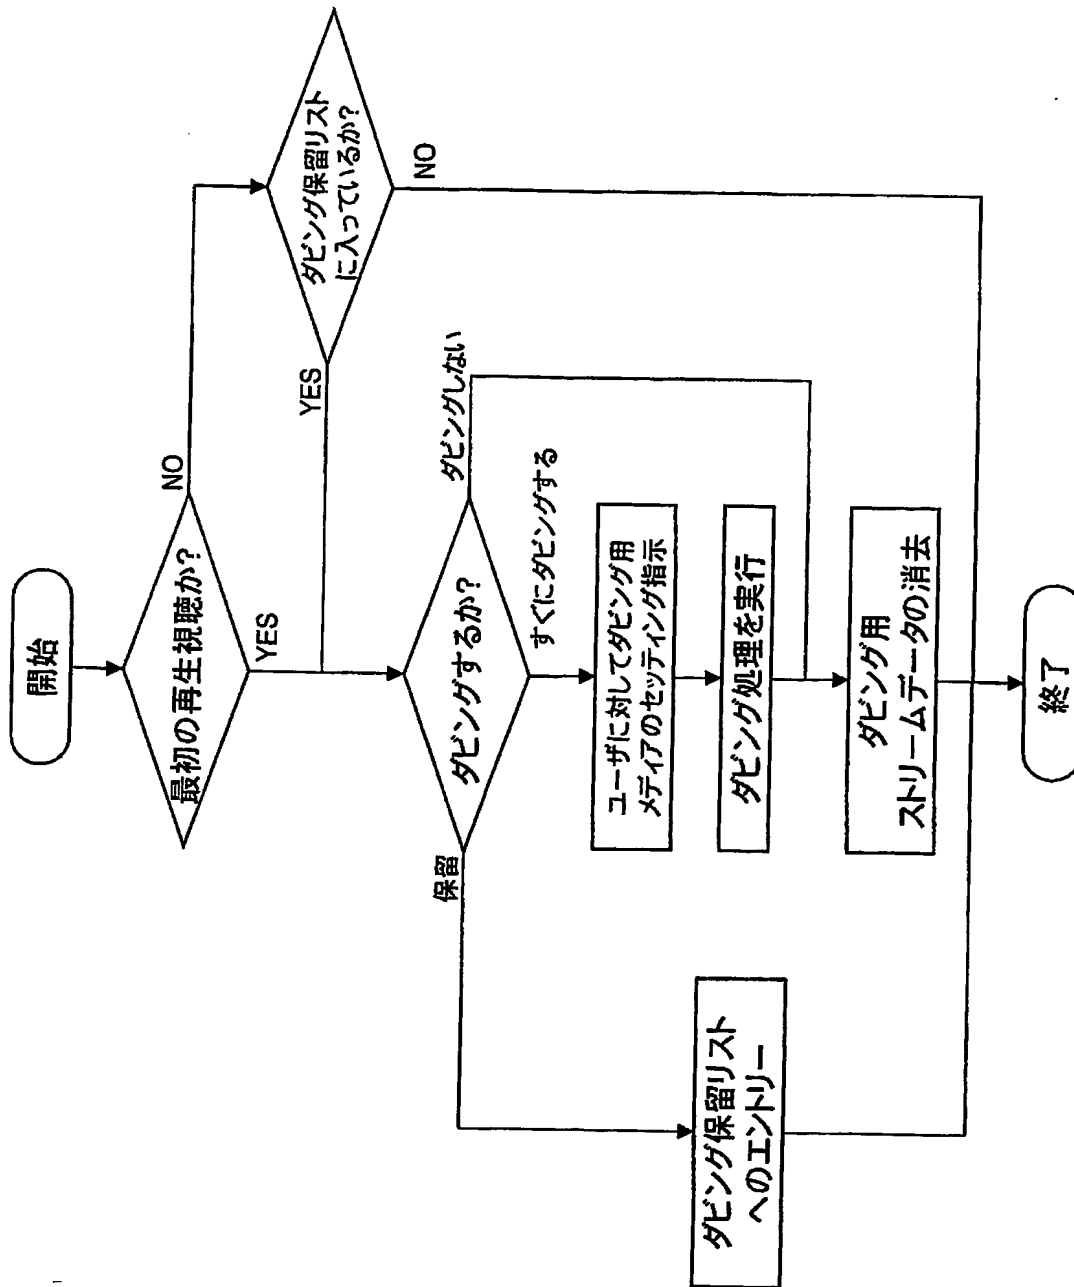 開始
最初の再生視聴か?
NO
YES
ダビング保留リスト
に入っているか?
YES
NO
ダビングするか?
ダビングしない
保留
すぐにダビングする
ユーザに対してダビング用
メディアのセッティング指示
ダビング処理を実行
ダビング保留リスト
へのエントリー
ダビング用
ストリームデータの消去
終了